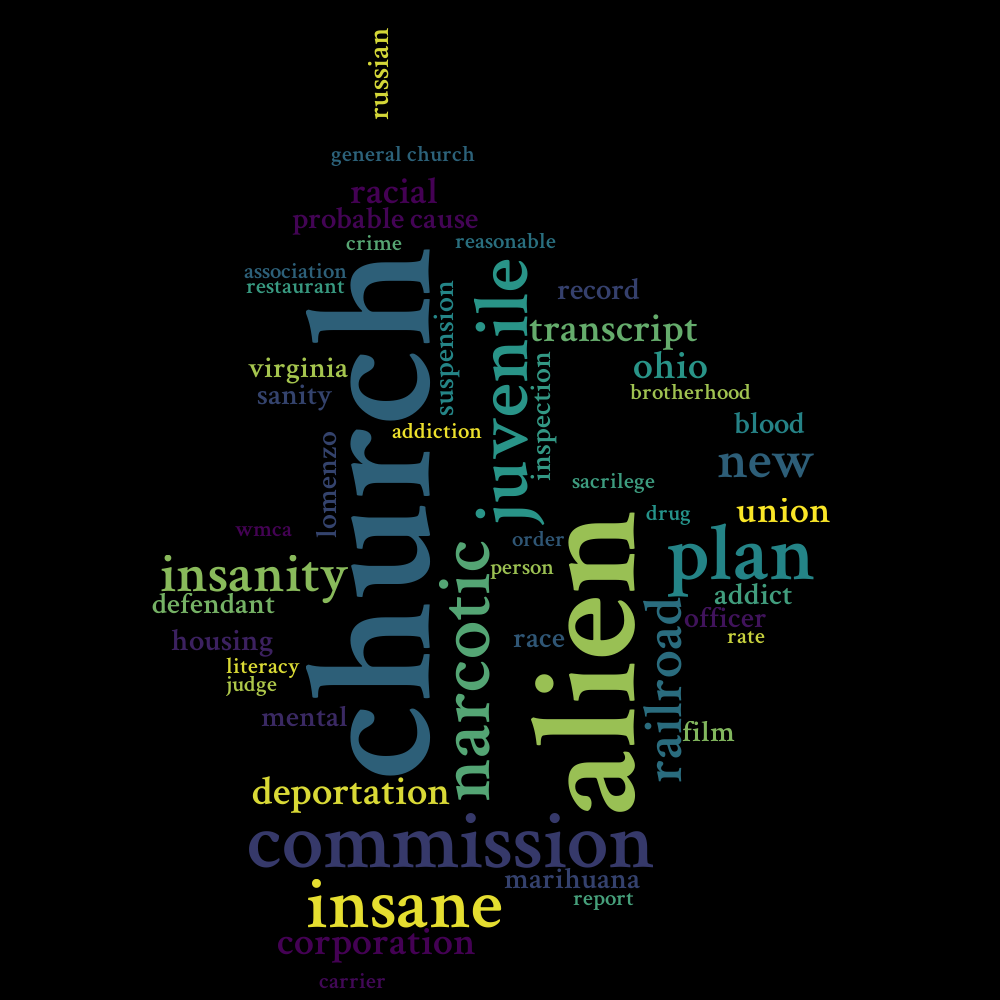 russian
general church
racial
probable cause
crime
reasonable
association
restaurant
church
suspension
juvenile
record
transcript
virginia
sanity
inspection
ohio
brotherhood
addiction
blood
lomenzo
new
sacrilege
wmca
drug
union
order
person
alien
plan
insanity
narcotic
defendant
addict
officer
housing
race
railroad
rate
literacy
judge
mental
film
deportation
commission
marihuana
insane
report
corporation
carrier